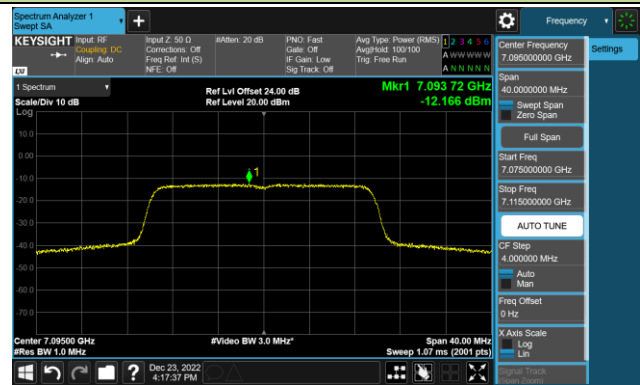 Spectrum Analyzer 1
Swept SA
Frequency
KEYSIGHT
Input: RF
Coupling: DC
Align: Auto
Input Z: 50 Ω
Corrections: Off
Freq Ref: Int (S)
NFE: Off
#Atten: 20 dB
PNO: Fast
Gate: Off
IF Gain: Low
Sig Track: Off
Avg Type: Power (RMS)
Avg|Hold: 100/100
Trig: Free Run
1 2 3 4 5 6
A W W W W W
A N N N N N
LXI
1 Spectrum
Scale/Div 10 dB
Log
Ref Lvl Offset 24.00 dB
Ref Level 20.00 dBm
Mkr1 7.093 72 GHz
-12.166 dBm
10.0
0.00
-10.0
-20.0
-30.0
-40.0
-50.0
-60.0
-70.0
1
Center 7.09500 GHz
#Res BW 1.0 MHz
#Video BW 3.0 MHz*
Span 40.00 MHz
Sweep 1.07 ms (2001 pts)
Dec 23, 2022
4:17:37 PM
Center Frequency
7.095000000 GHz
Settings
Span
40.0000000 MHz
Swept Span
Zero Span
Full Span
Start Freq
7.075000000 GHz
Stop Freq
7.115000000 GHz
AUTO TUNE
CF Step
4.000000 MHz
Auto
Man
Freq Offset
0 Hz
X Axis Scale
Log
Lin
Signal Track
(Span Zoom)